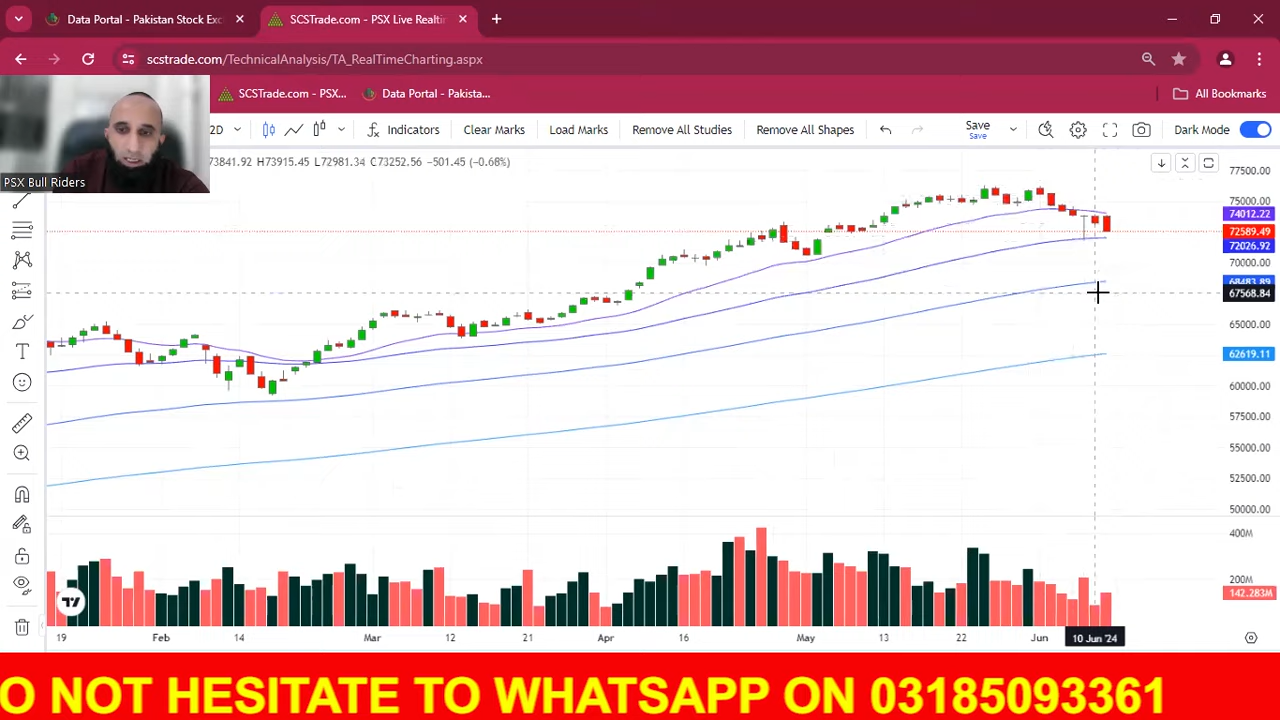 Data Portal - Pakistan Stock Exc
SCSTrade.com - PSX Live Realti
scstrade.com/TechnicalAnalysis/TA_RealTimeCharting.aspx
SCSTrade.com - PSX...
Data Portal - Pakista...
All Bookmarks
PSX Bull Riders
2D
Indicators
Clear Marks
Load Marks
Remove All Studies
Remove All Shapes
Save
Save
Dark Mode
73841.92 H73915.45 L72981.34 C73252.56 −501.45 (−0.68%)
77500.00
75000.00
74012.22
72589.49
72026.92
70000.00
68483.89
67568.84
65000.00
62619.11
60000.00
57500.00
55000.00
52500.00
50000.00
400M
200M
142.283M
19 Feb 14 Mar 12 21 Apr 16 May 13 22 Jun 10 Jun '24
O NOT HESITATE TO WHATSAPP ON 03185093361